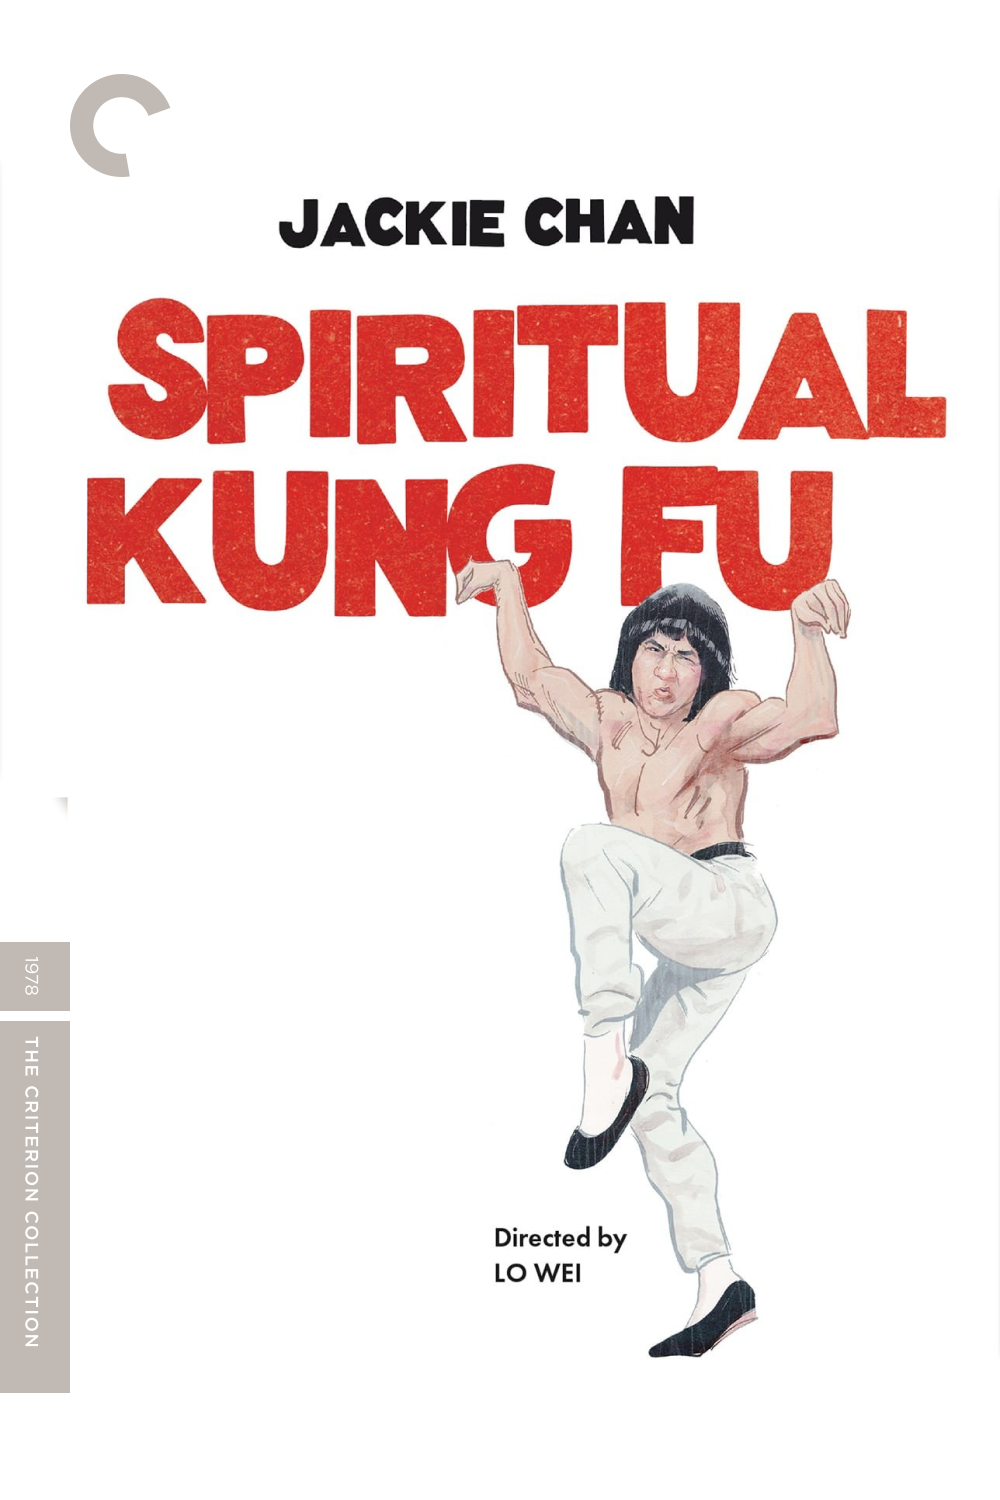 JACKIE CHAN
SPIRITUAL
KUNG FU
1978
THE CRITERION COLLECTION
Directed by
LO WEI